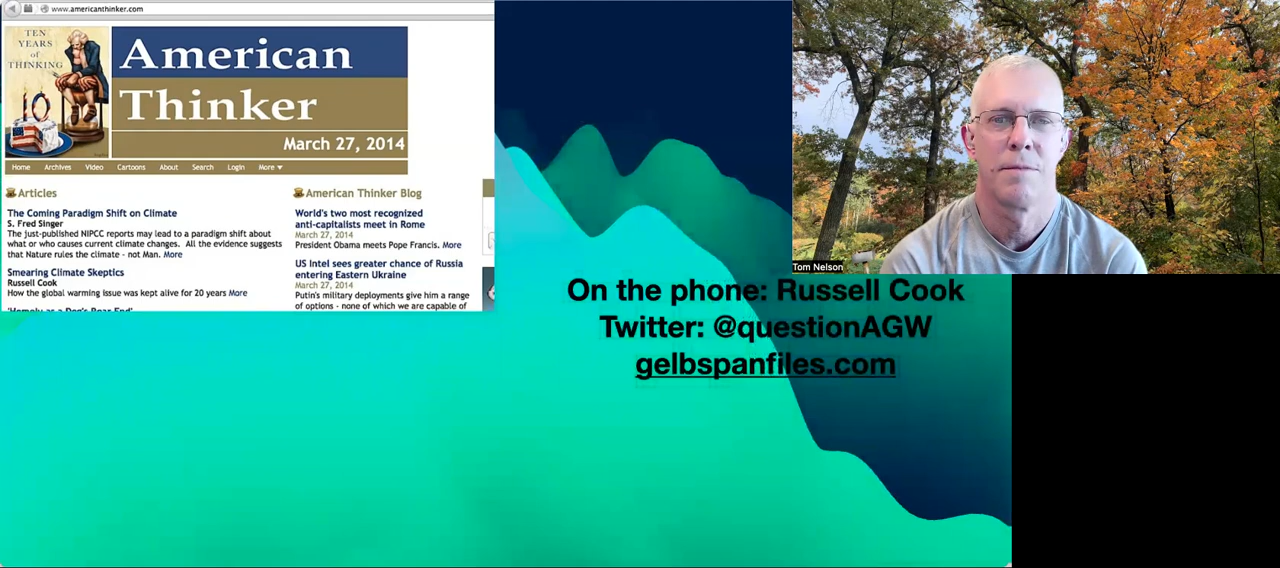 www.americanthinker.com
TEN
YEARS
of
THINKING
10
American
Thinker
March 27, 2014
Home Archives Video Cartoons About Search Login More
Articles
The Coming Paradigm Shift on Climate
S. Fred Singer
The just-published NIPCC reports may lead to a paradigm shift about
what or who causes current climate changes. All the evidence suggests
that Nature rules the climate - not Man. More
Smearing Climate Skeptics
Russell Cook
How the global warming issue was kept alive for 20 years More
American Thinker Blog
World's two most recognized
anti-capitalists meet in Rome
March 27, 2014
President Obama meets Pope Francis. More
US Intel sees greater chance of Russia
entering Eastern Ukraine
March 27, 2014
Putin's military deployments give him a range
of options - none of which we are capable of
Tom Nelson
On the phone: Russell Cook
Twitter: @questionAGW
gelbspanfiles.com